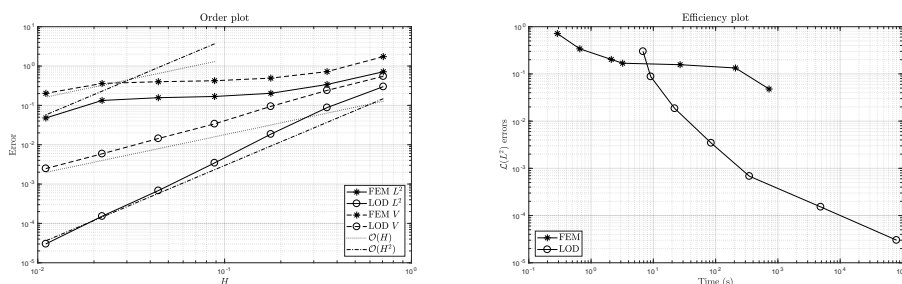 Order plot
Error
10^1
10^0
10^-1
10^-2
10^-3
10^-4
10^-5
10^-2
10^-1
10^0
H
FEM L^2
LOD L^2
FEM V
LOD V
O(H)
O(H^2)
Efficiency plot
L(L^2) errors
10^0
10^-1
10^-2
10^-3
10^-4
10^-5
10^-1
10^0
10^1
10^2
10^3
10^4
10^5
Time (s)
FEM
LOD